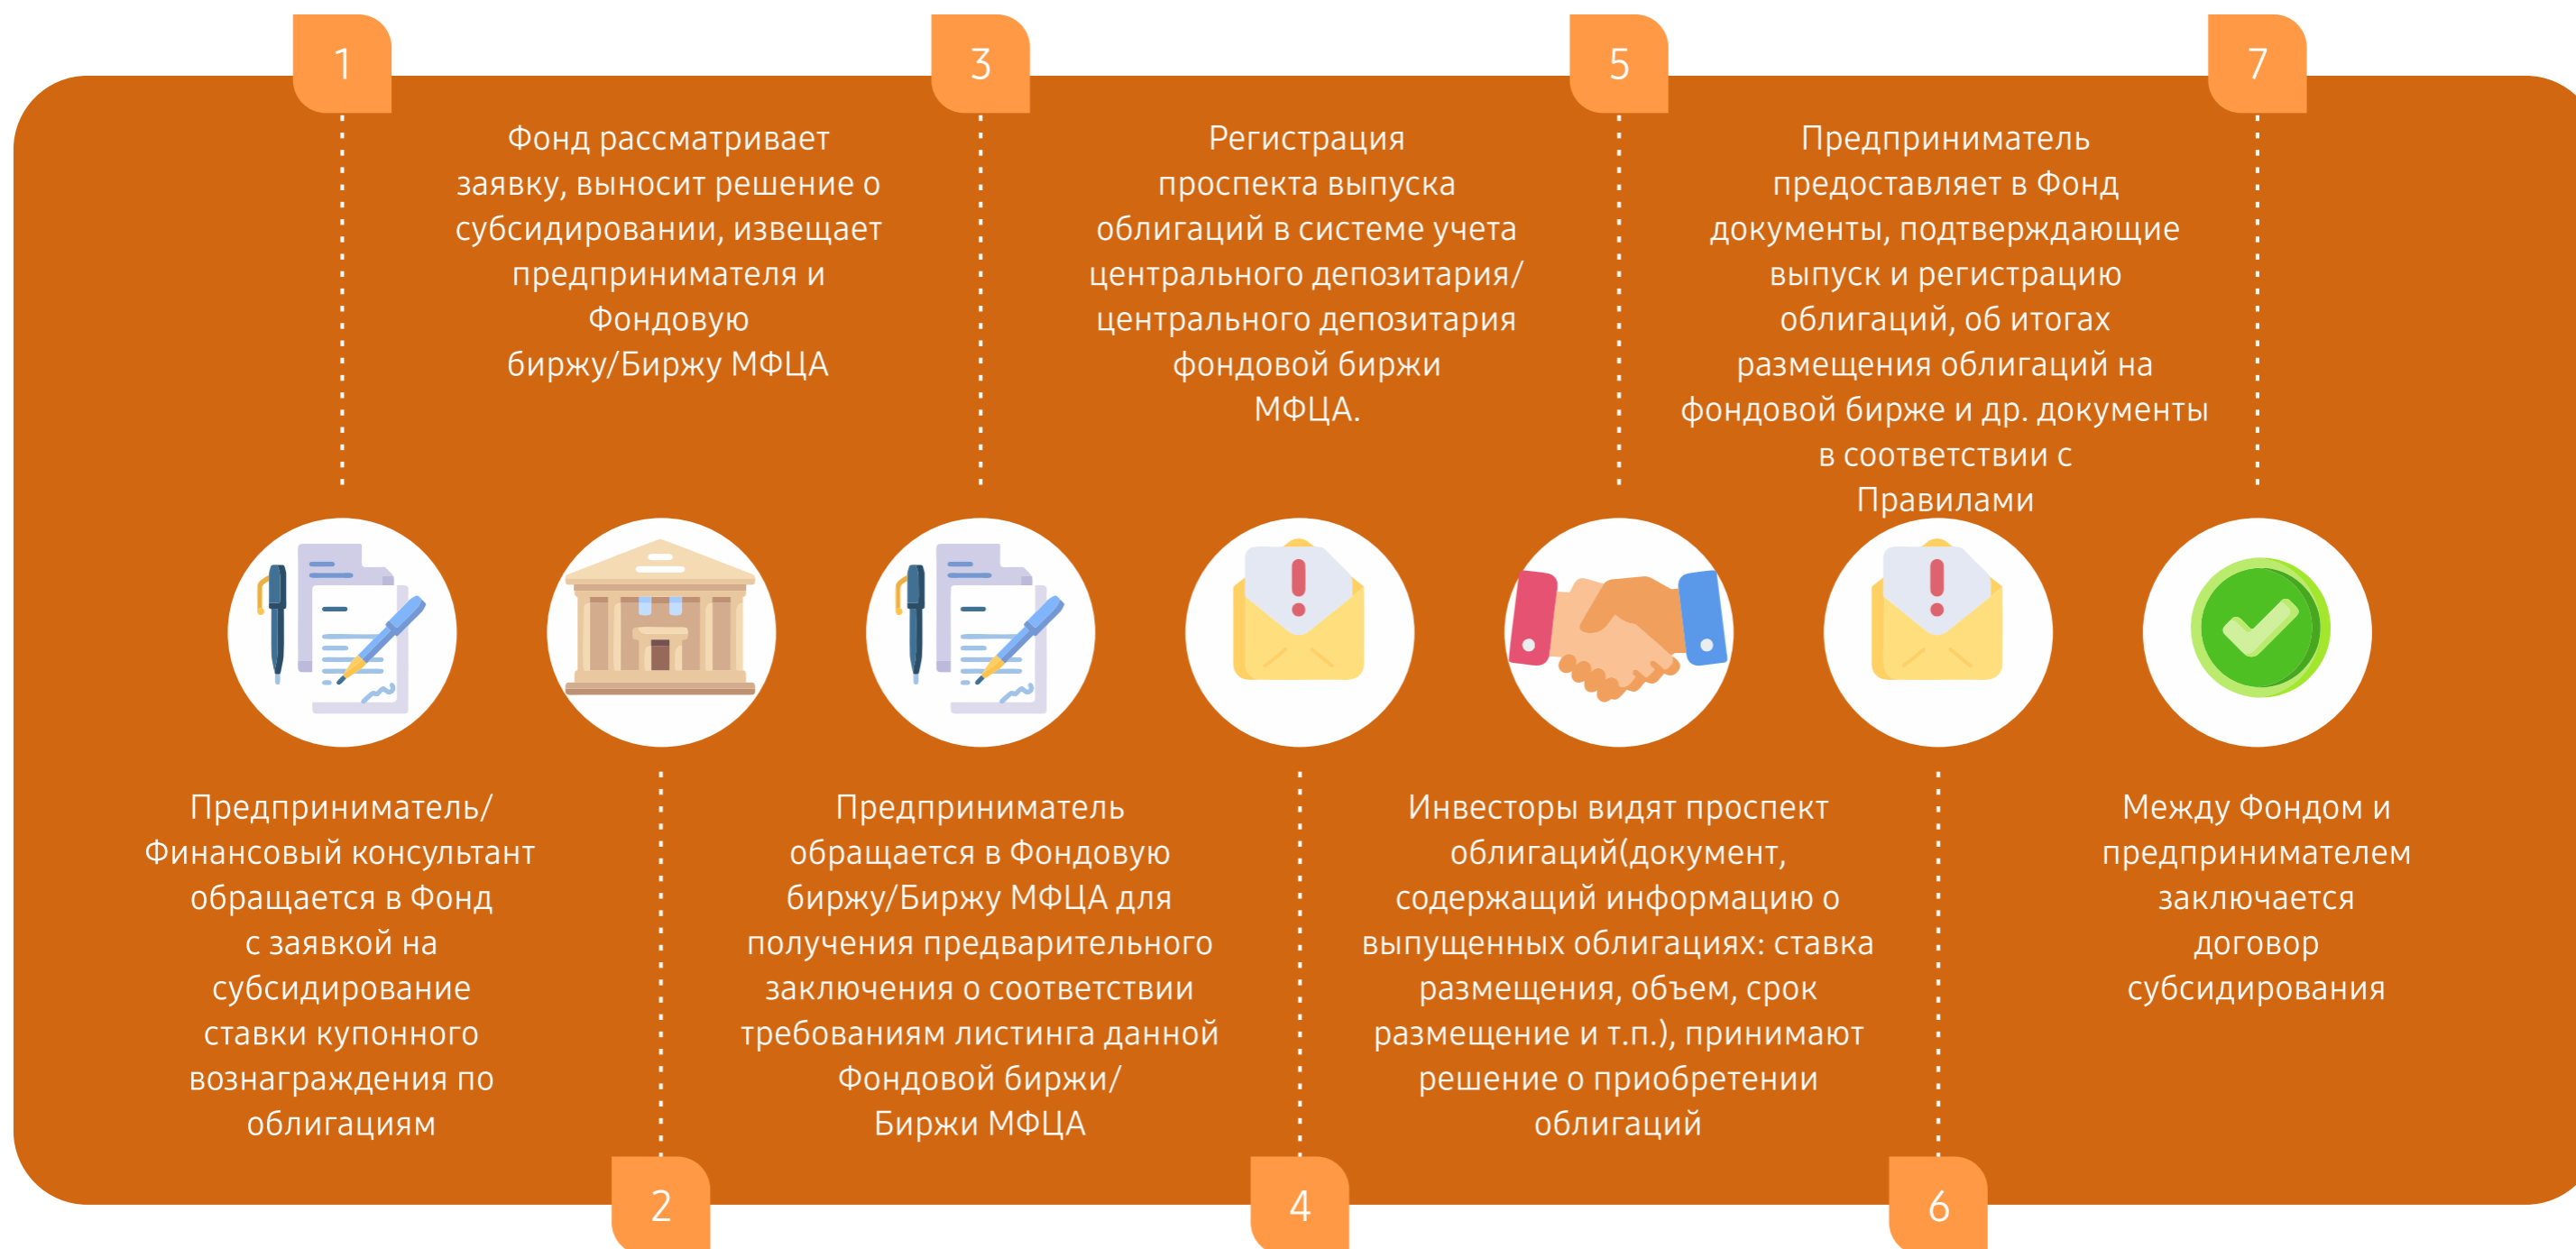 1
Предприниматель/
Финансовый консультант
обращается в Фонд
с заявкой на
субсидирование
ставки купонного
вознаграждения по
облигациям
2
Фонд рассматривает
заявку, выносит решение о
субсидировании, извещает
предпринимателя и
Фондовую
биржу/Биржу МФЦА
3
Предприниматель
обращается в Фондовую
биржу/Биржу МФЦА для
получения предварительного
заключения о соответствии
требованиям листинга данной
Фондовой биржи/
Биржи МФЦА
4
Регистрация
проспекта выпуска
облигаций в системе учета
центрального депозитария/
центрального депозитария
фондовой биржи
МФЦА.
5
Инвесторы видят проспект
облигаций(документ,
содержащий информацию о
выпущенных облигациях: ставка
размещения, объем, срок
размещение и т.п.), принимают
решение о приобретении
облигаций
6
Предприниматель
предоставляет в Фонд
документы, подтверждающие
выпуск и регистрацию
облигаций, об итогах
размещения облигаций на
фондовой бирже и др. документы
в соответствии с
Правилами
7
Между Фондом и
предпринимателем
заключается
договор
субсидирования